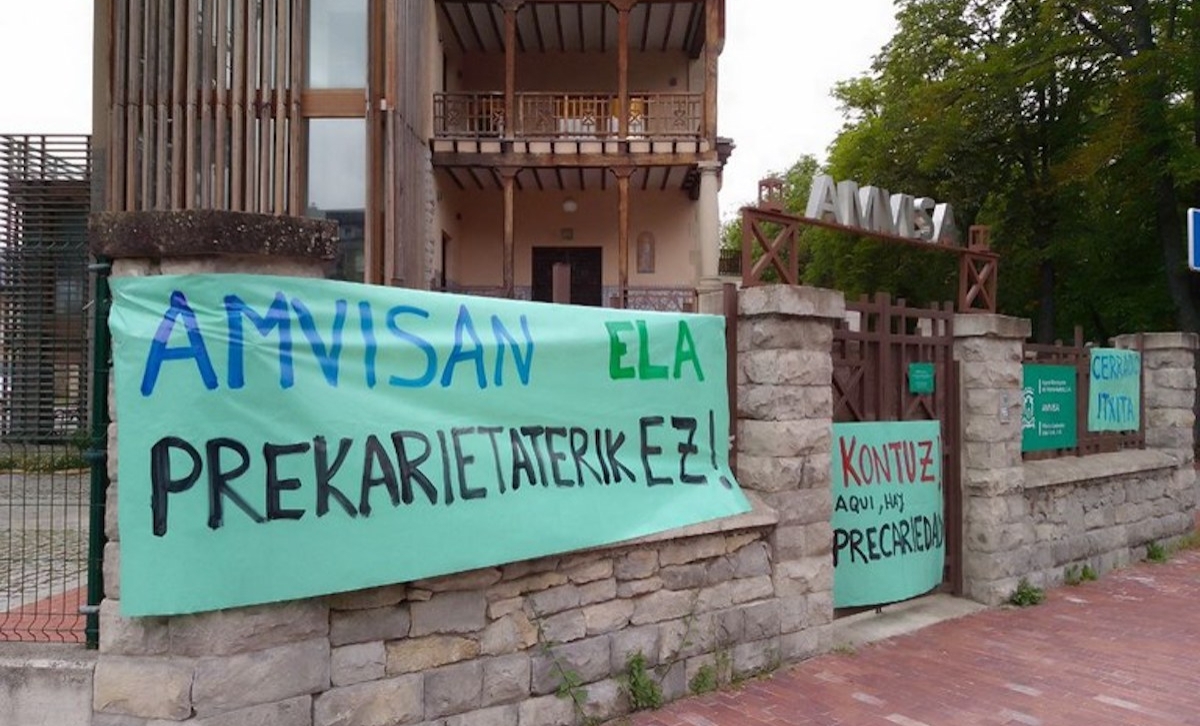 AMVISAN ELA
PREKARIETATERIK EZ!
AMVISA
KONTUZ!
AQUI, HAY
PRECARIEDAD
AMVISA
CERRADO
ITXITA